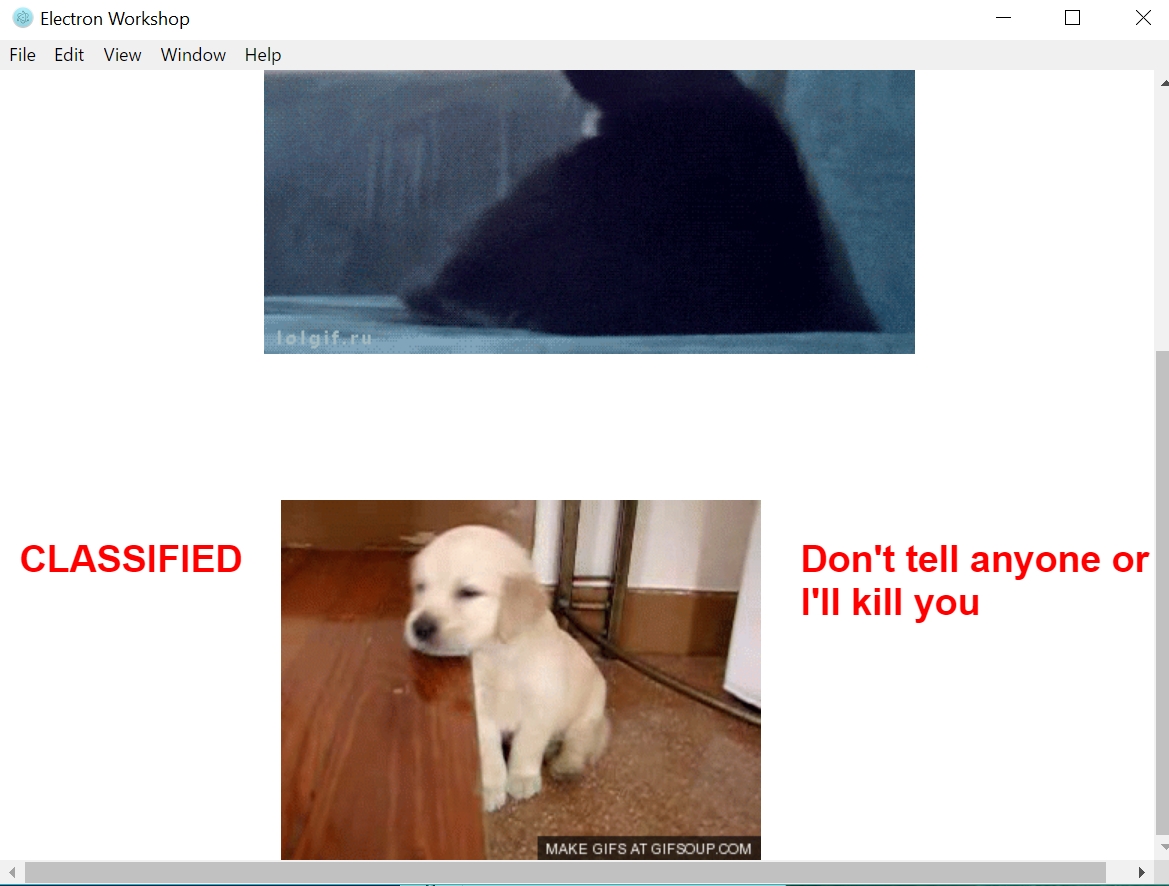 Electron Workshop
File Edit View Window Help
lolgif.ru
CLASSIFIED
Don't tell anyone or
I'll kill you
MAKE GIFS AT GIFSOUP.COM